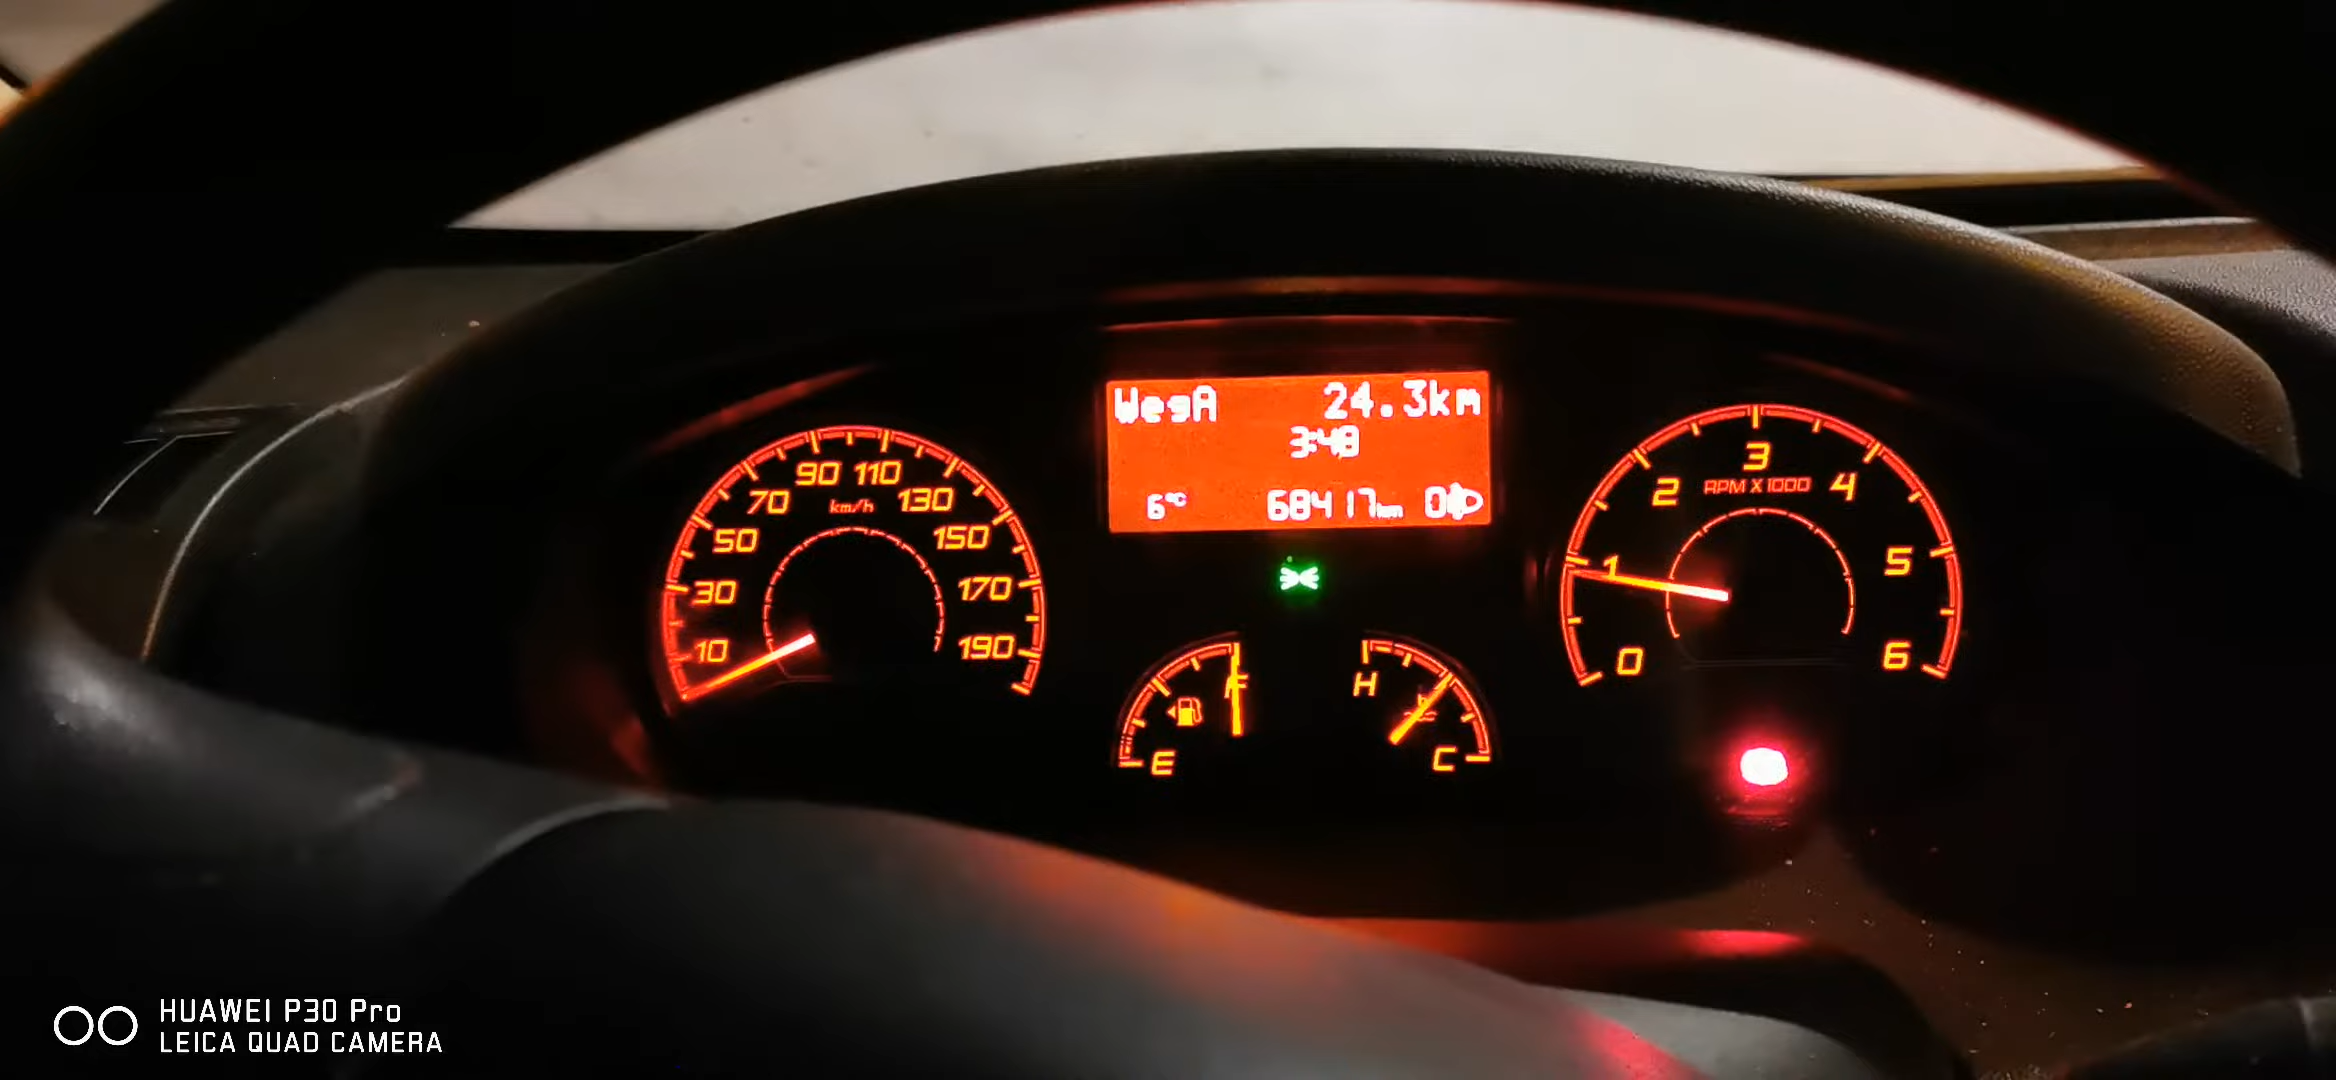 WegA 24.3km
3:48
6°C 68417km 0
10 30 50 70 90 110 130 150 170 190
km/h
0 1 2 3 4 5 6
RPM X 1000
E F
H C
HUAWEI P30 Pro
LEICA QUAD CAMERA